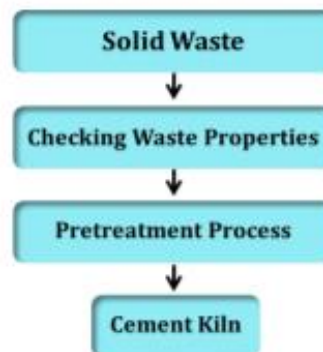 Solid Waste
Checking Waste Properties
Pretreatment Process
Cement Kiln